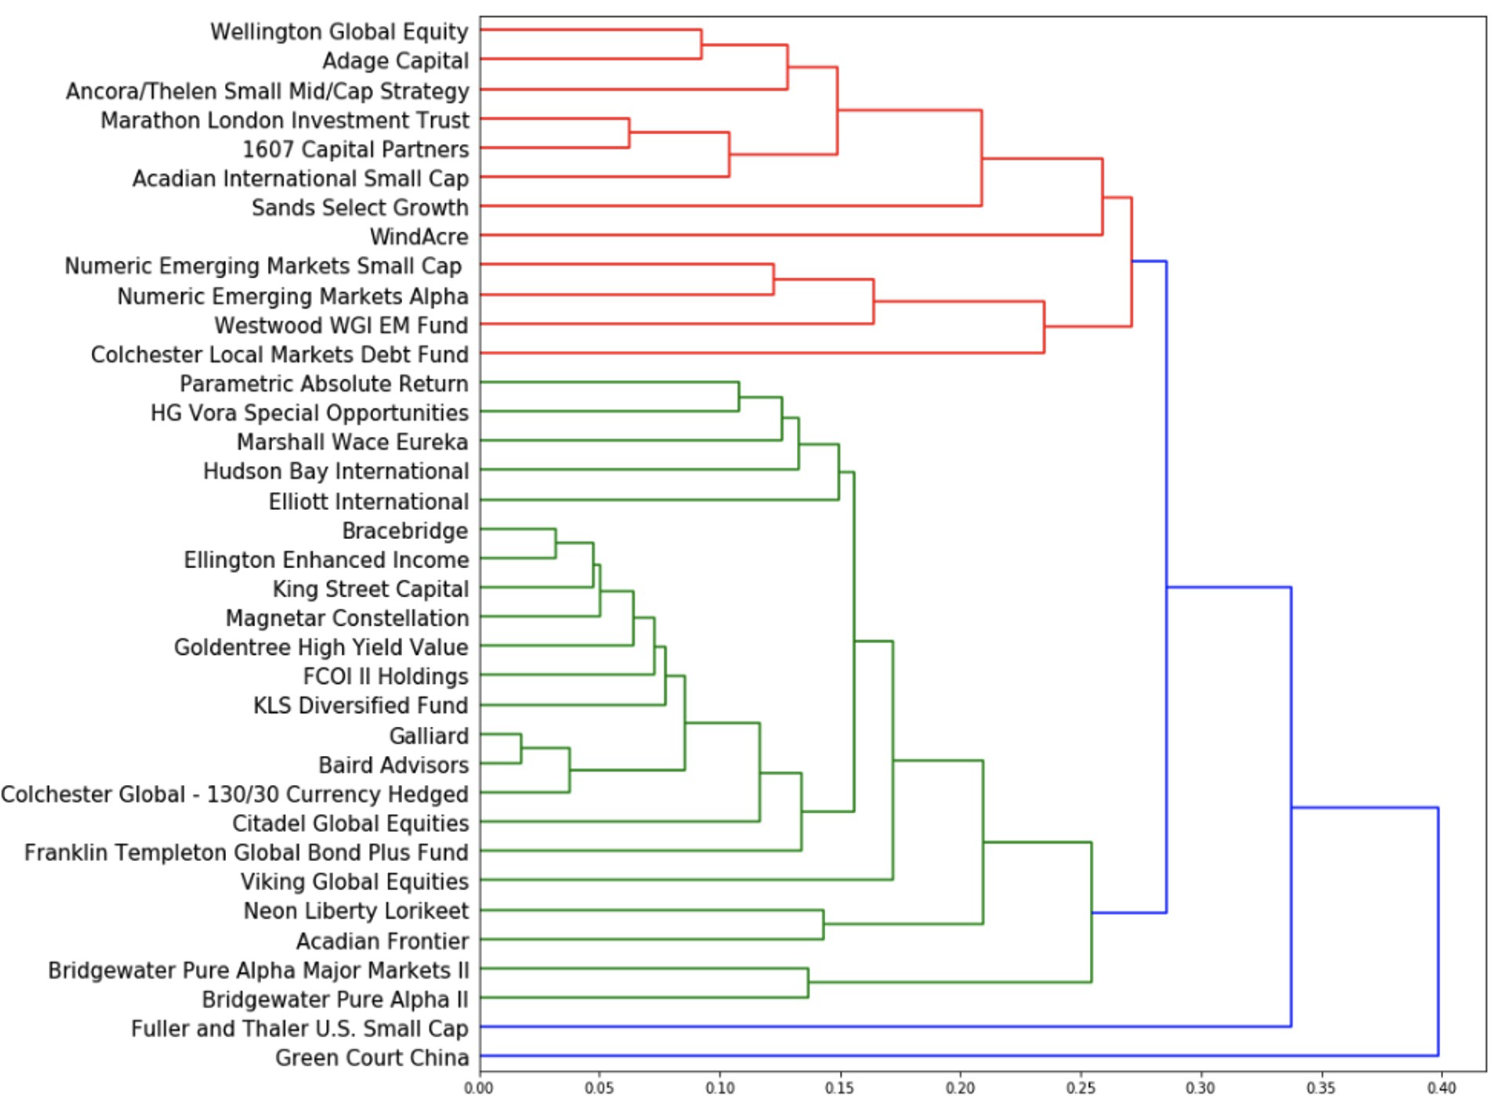 Wellington Global Equity
Adage Capital
Ancora/Thelen Small Mid/Cap Strategy
Marathon London Investment Trust
1607 Capital Partners
Acadian International Small Cap
Sands Select Growth
WindAcre
Numeric Emerging Markets Small Cap
Numeric Emerging Markets Alpha
Westwood WGI EM Fund
Colchester Local Markets Debt Fund
Parametric Absolute Return
HG Vora Special Opportunities
Marshall Wace Eureka
Hudson Bay International
Elliott International
Bracebridge
Ellington Enhanced Income
King Street Capital
Magnetar Constellation
Goldentree High Yield Value
FCOI II Holdings
KLS Diversified Fund
Galliard
Baird Advisors
Colchester Global - 130/30 Currency Hedged
Citadel Global Equities
Franklin Templeton Global Bond Plus Fund
Viking Global Equities
Neon Liberty Lorikeet
Acadian Frontier
Bridgewater Pure Alpha Major Markets II
Bridgewater Pure Alpha II
Fuller and Thaler U.S. Small Cap
Green Court China
0.00 0.05 0.10 0.15 0.20 0.25 0.30 0.35 0.40